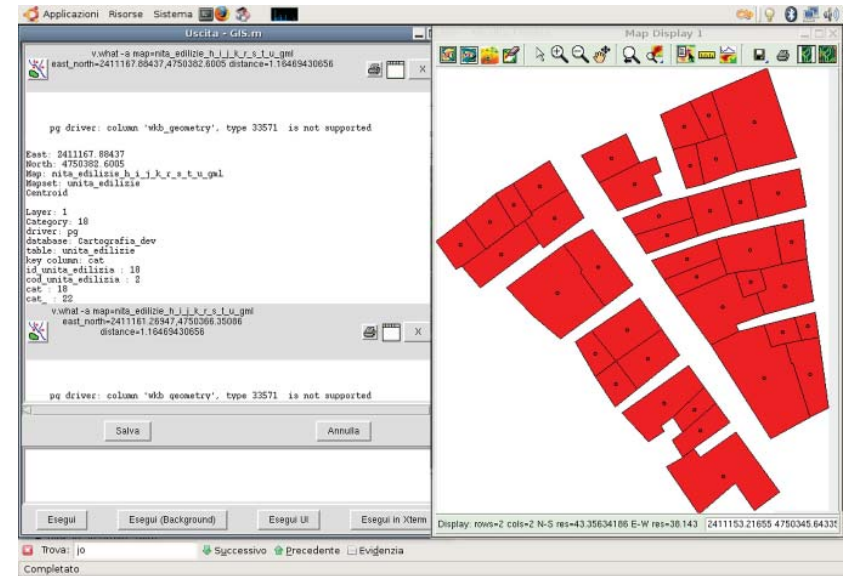 Applicazioni Risorse Sistema
Uscita - GIS.m
v.what -a map=nita_edilizie_h_i_j_k_r_s_t_u_gml
east_north=2411167.88437,4750382.6005 distance=1.16469430656
X
pg driver: column 'wkb_geometry', type 33571 is not supported
East: 2411167.88437
North: 4750382.6005
Map: nita_edilizie_h_i_j_k_r_s_t_u_gml
Mapset: unita_edilizie
Centroid
Layer: 1
Category: 18
driver: pg
database: Cartografia_dev
table: unita_edilizie
key column: cat
id_unita_edilizia : 18
cod_unita_edilizia : 2
cat : 18
cat_ : 22
v.what -a map=nita_edilizie_h_i_j_k_r_s_t_u_gml
east_north=2411161.26947,4750366.35086
distance=1.16469430656
X
pg driver: column 'wkb_geometry', type 33571 is not supported
Salva
Annulla
Esegui
Esegui (Background)
Esegui UI
Esegui in Xterm
Map Display 1
Display: rows=2 cols=2 N-S res=43.35634186 E-W res=38.143
2411153.21655 4750345.64335
Trova: jo
Successivo
Precedente
Evidenzia
Completato